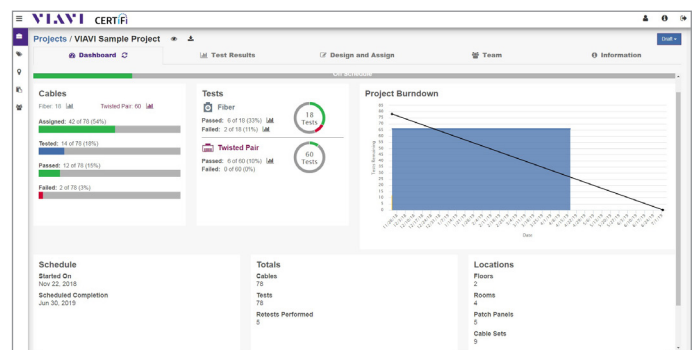 VIAVI CERTiFi
Projects / VIAVI Sample Project
Draft
Dashboard
Test Results
Design and Assign
Team
Information
On Schedule
Cables
Fiber: 18
Twisted Pair: 60
Assigned: 42 of 78 (54%)
Tested: 14 of 78 (18%)
Passed: 12 of 78 (15%)
Failed: 2 of 78 (3%)
Tests
Fiber
Passed: 6 of 18 (33%)
Failed: 2 of 18 (11%)
18
Tests
Twisted Pair
Passed: 6 of 60 (10%)
Failed: 0 of 60 (0%)
60
Tests
Project Burndown
Tests Remaining
Date
Schedule
Started On
Nov 22, 2018
Scheduled Completion
Jun 30, 2019
Totals
Cables
78
Tests
78
Retests Performed
5
Locations
Floors
2
Rooms
4
Patch Panels
5
Cable Sets
9